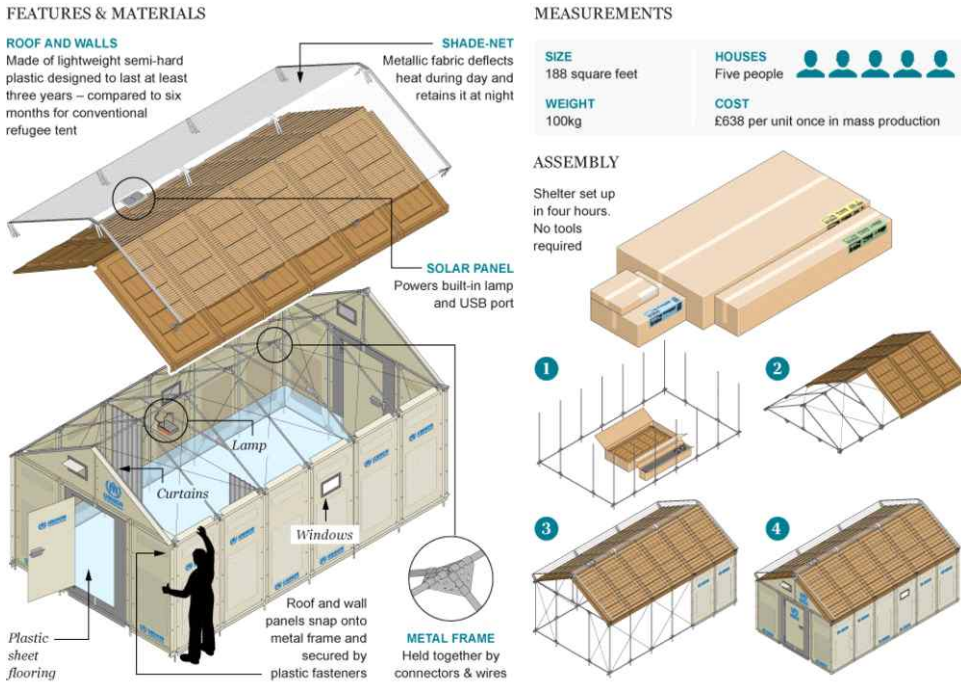 FEATURES & MATERIALS
ROOF AND WALLS
Made of lightweight semi-hard
plastic designed to last at least
three years – compared to six
months for conventional
refugee tent
SHADE-NET
Metallic fabric deflects
heat during day and
retains it at night
SOLAR PANEL
Powers built-in lamp
and USB port
Lamp
Curtains
Windows
Plastic
sheet
flooring
Roof and wall
panels snap onto
metal frame and
secured by
plastic fasteners
METAL FRAME
Held together by
connectors & wires
MEASUREMENTS
SIZE
188 square feet
WEIGHT
100kg
HOUSES
Five people
COST
£638 per unit once in mass production
ASSEMBLY
Shelter set up
in four hours.
No tools
required
1
2
3
4